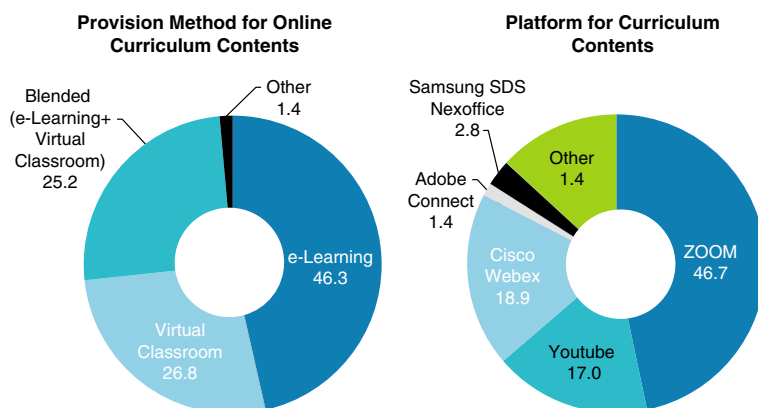 Provision Method for Online
Curriculum Contents
Blended
(e-Learning+
Virtual
Classroom)
25.2
Other
1.4
e-Learning
46.3
Virtual
Classroom
26.8
Platform for Curriculum
Contents
Samsung SDS
Nexoffice
2.8
Other
1.4
Adobe
Connect
1.4
Cisco
Webex
18.9
ZOOM
46.7
Youtube
17.0